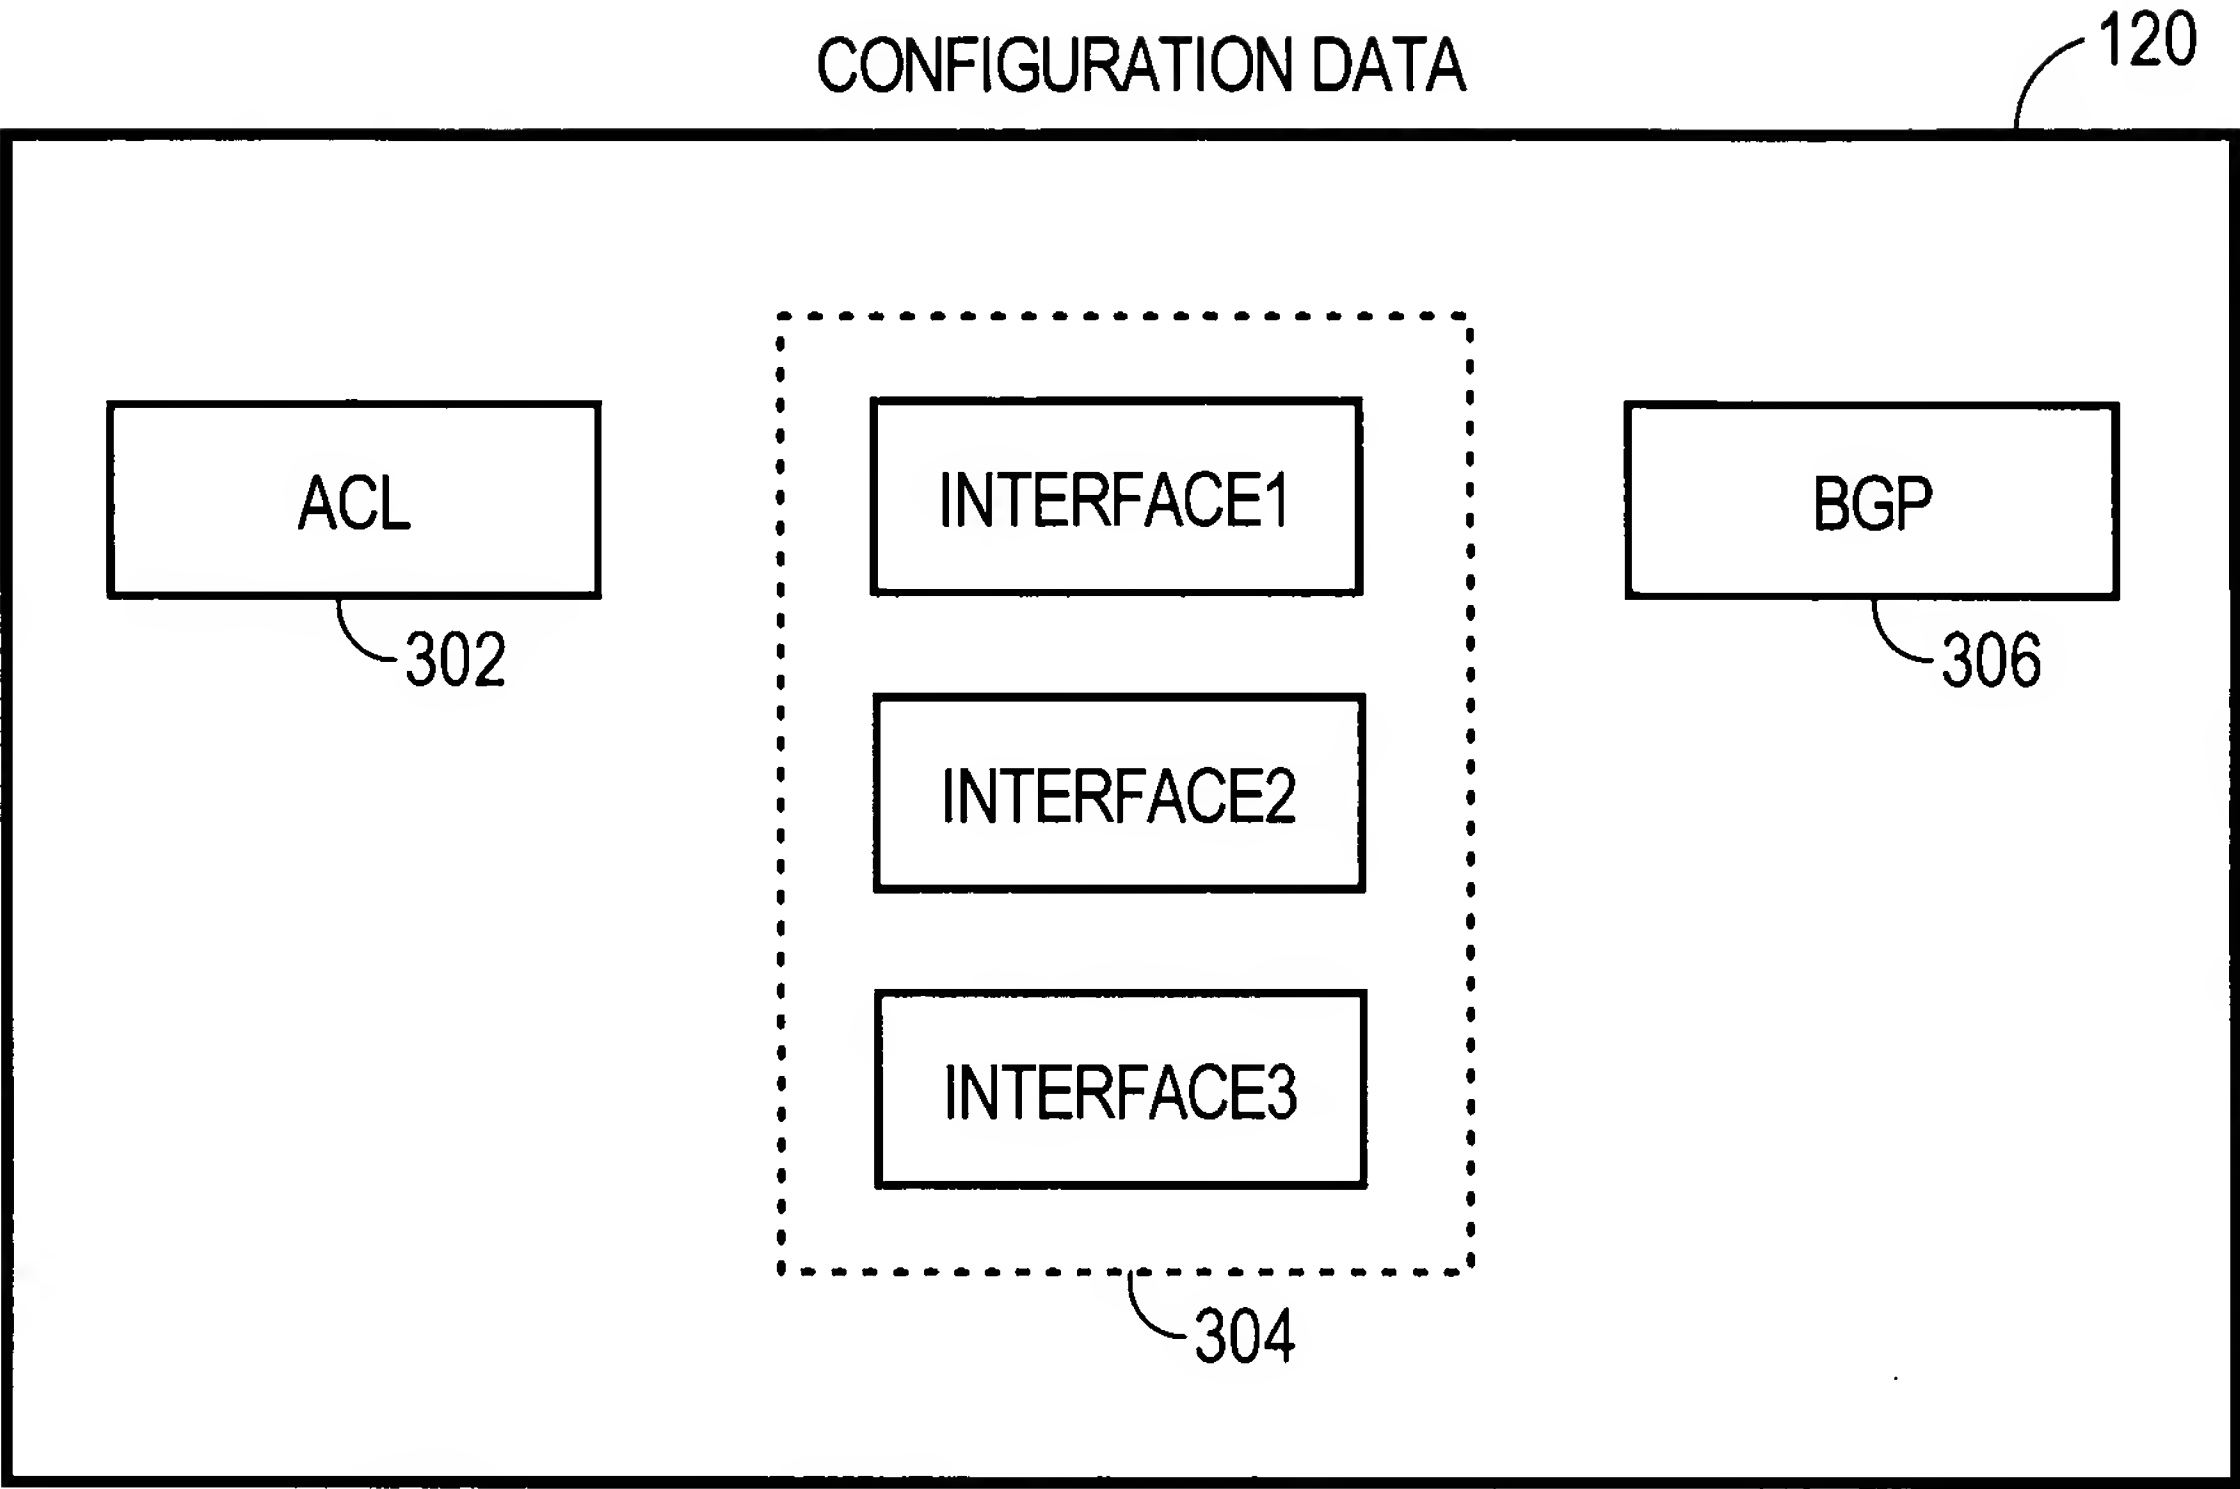 CONFIGURATION DATA
120
ACL
302
INTERFACE1
INTERFACE2
INTERFACE3
304
BGP
306